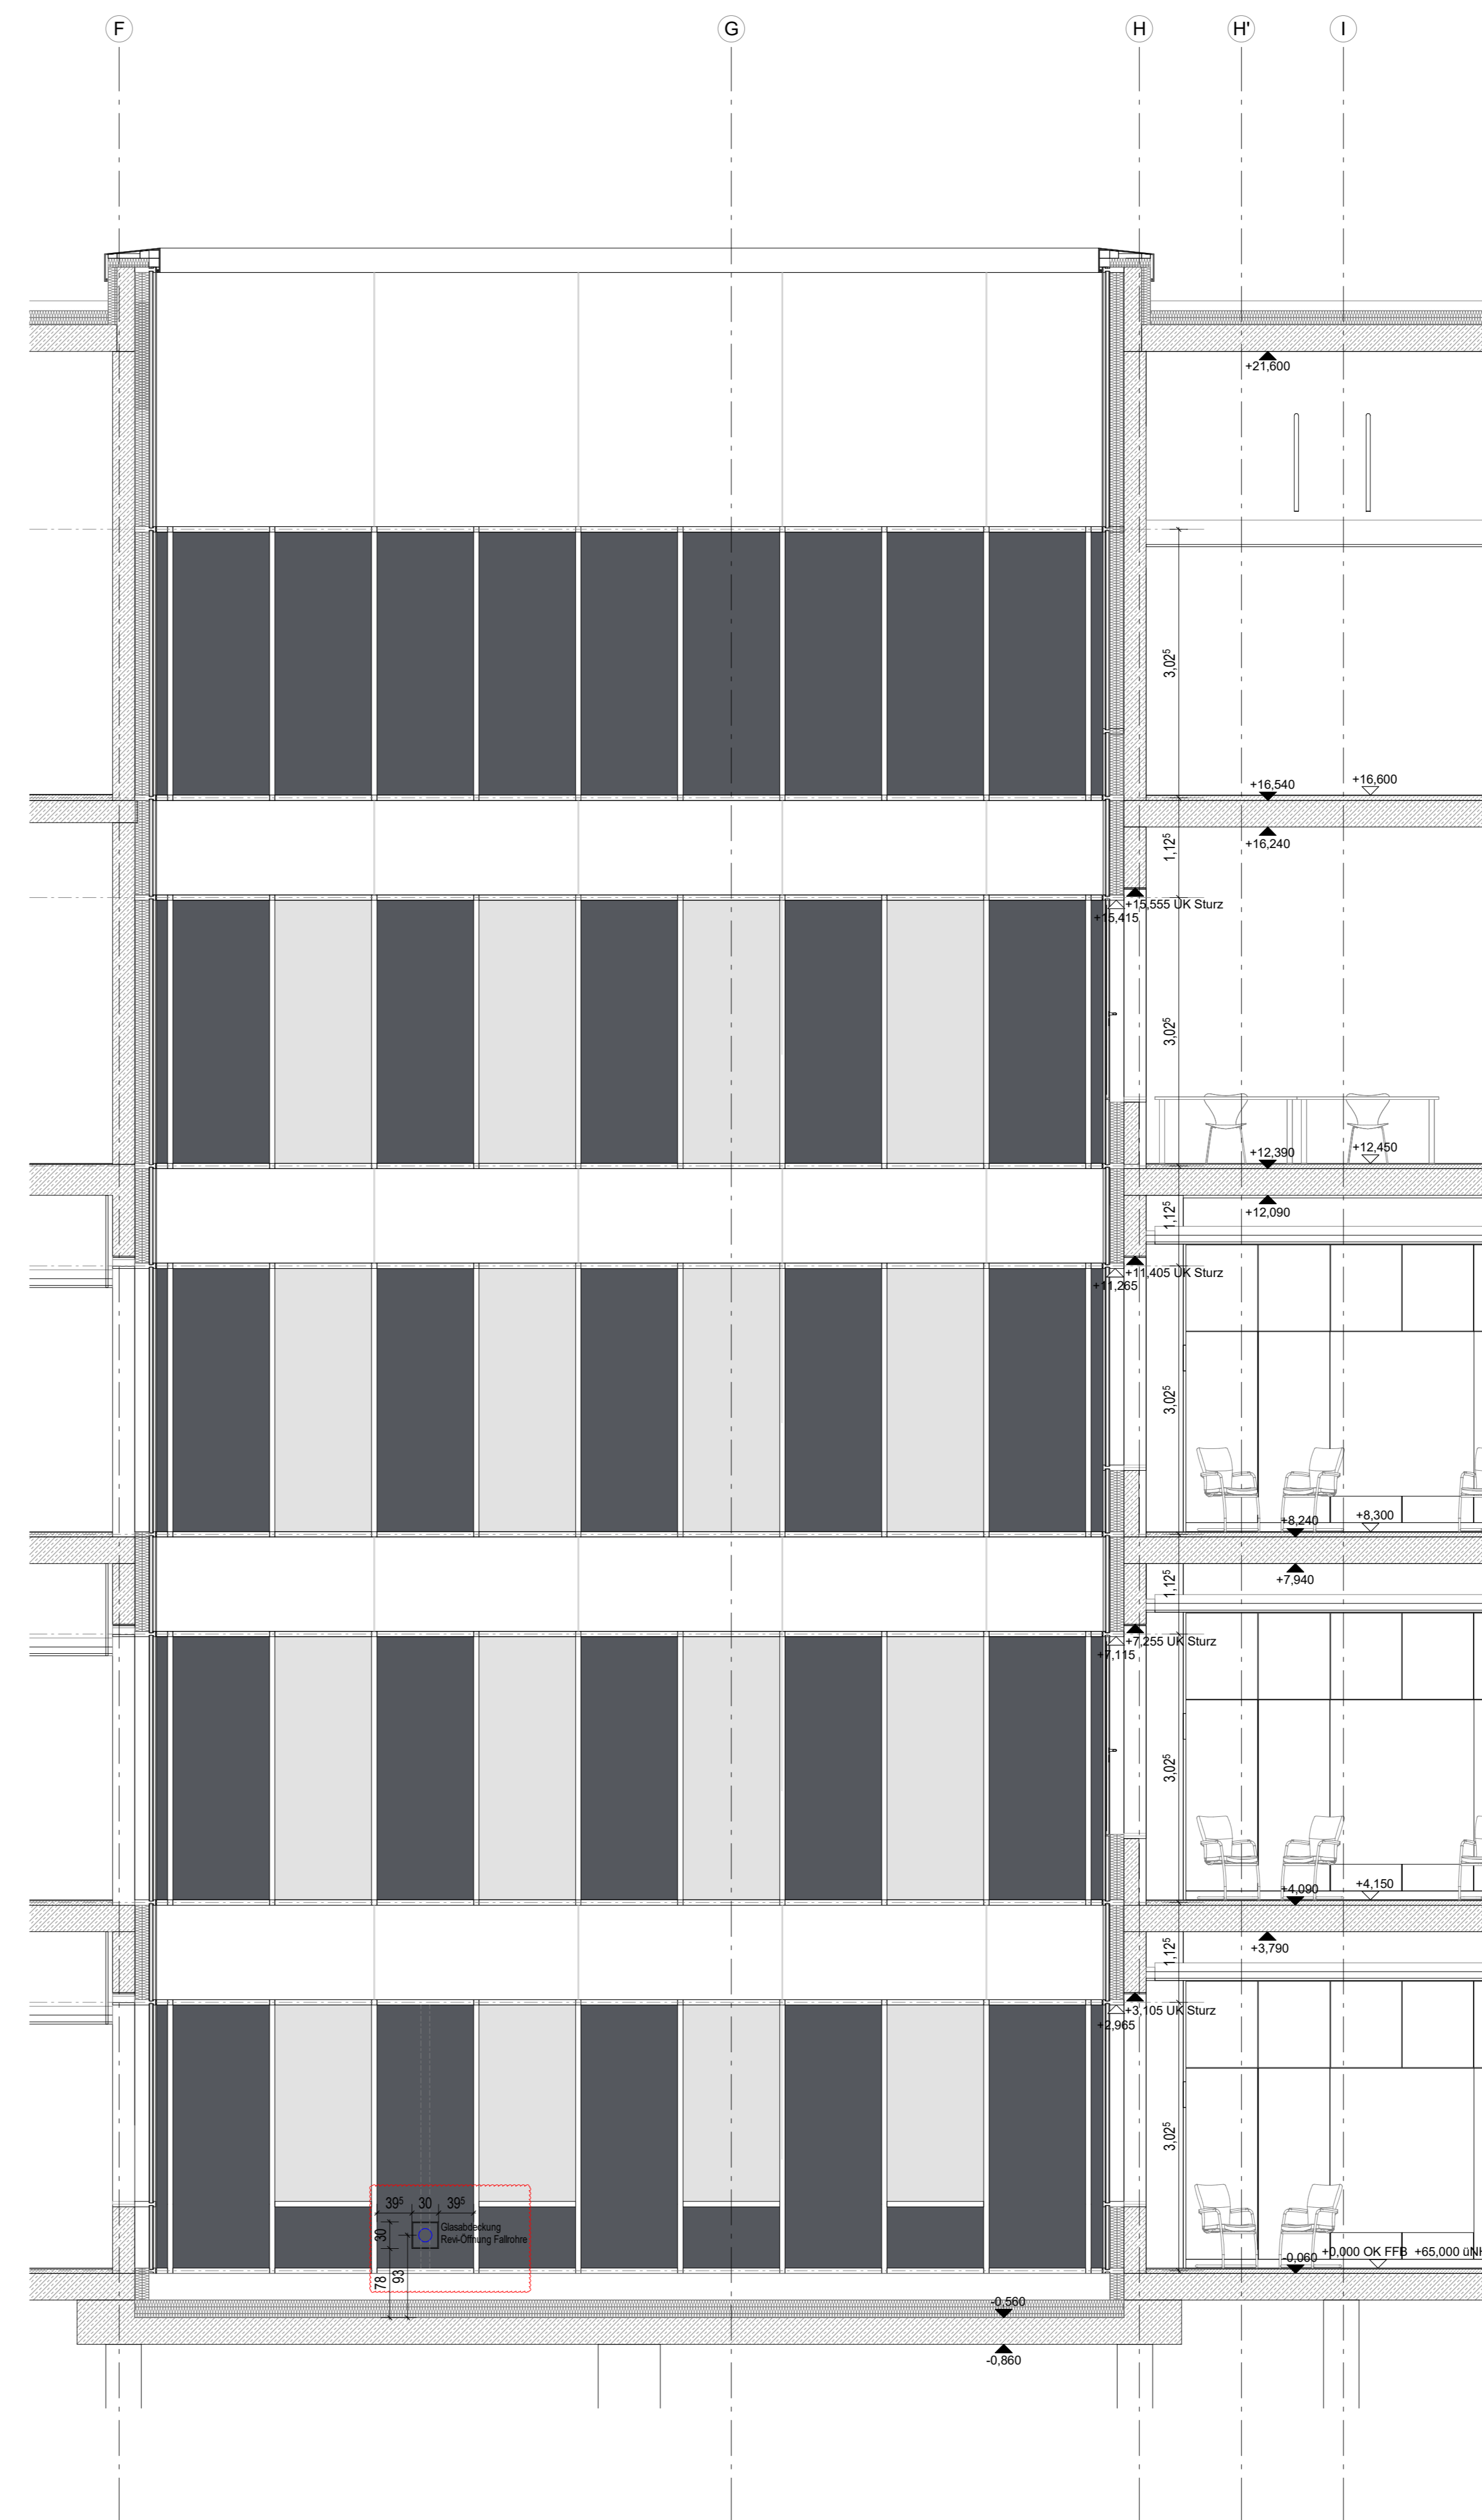 F
G
H
H'
I
+21,600
3,02⁵
+16,540
+16,600
+16,240
1,12⁵
+15,555 UK Sturz
+15,415
3,02⁵
+12,390
+12,450
+12,090
1,12⁵
+11,405 UK Sturz
+11,265
3,02⁵
+8,240
+8,300
+7,940
1,12⁵
+7,255 UK Sturz
+7,115
3,02⁵
+4,090
+4,150
+3,790
1,12⁵
+3,105 UK Sturz
+2,965
3,02⁵
39⁵ 30 39⁵
30
Glasabdeckung
Revi-Öffnung Fallrohre
78
93
-0,060
+0,000 OK FFB +65,000
-0,560
-0,860